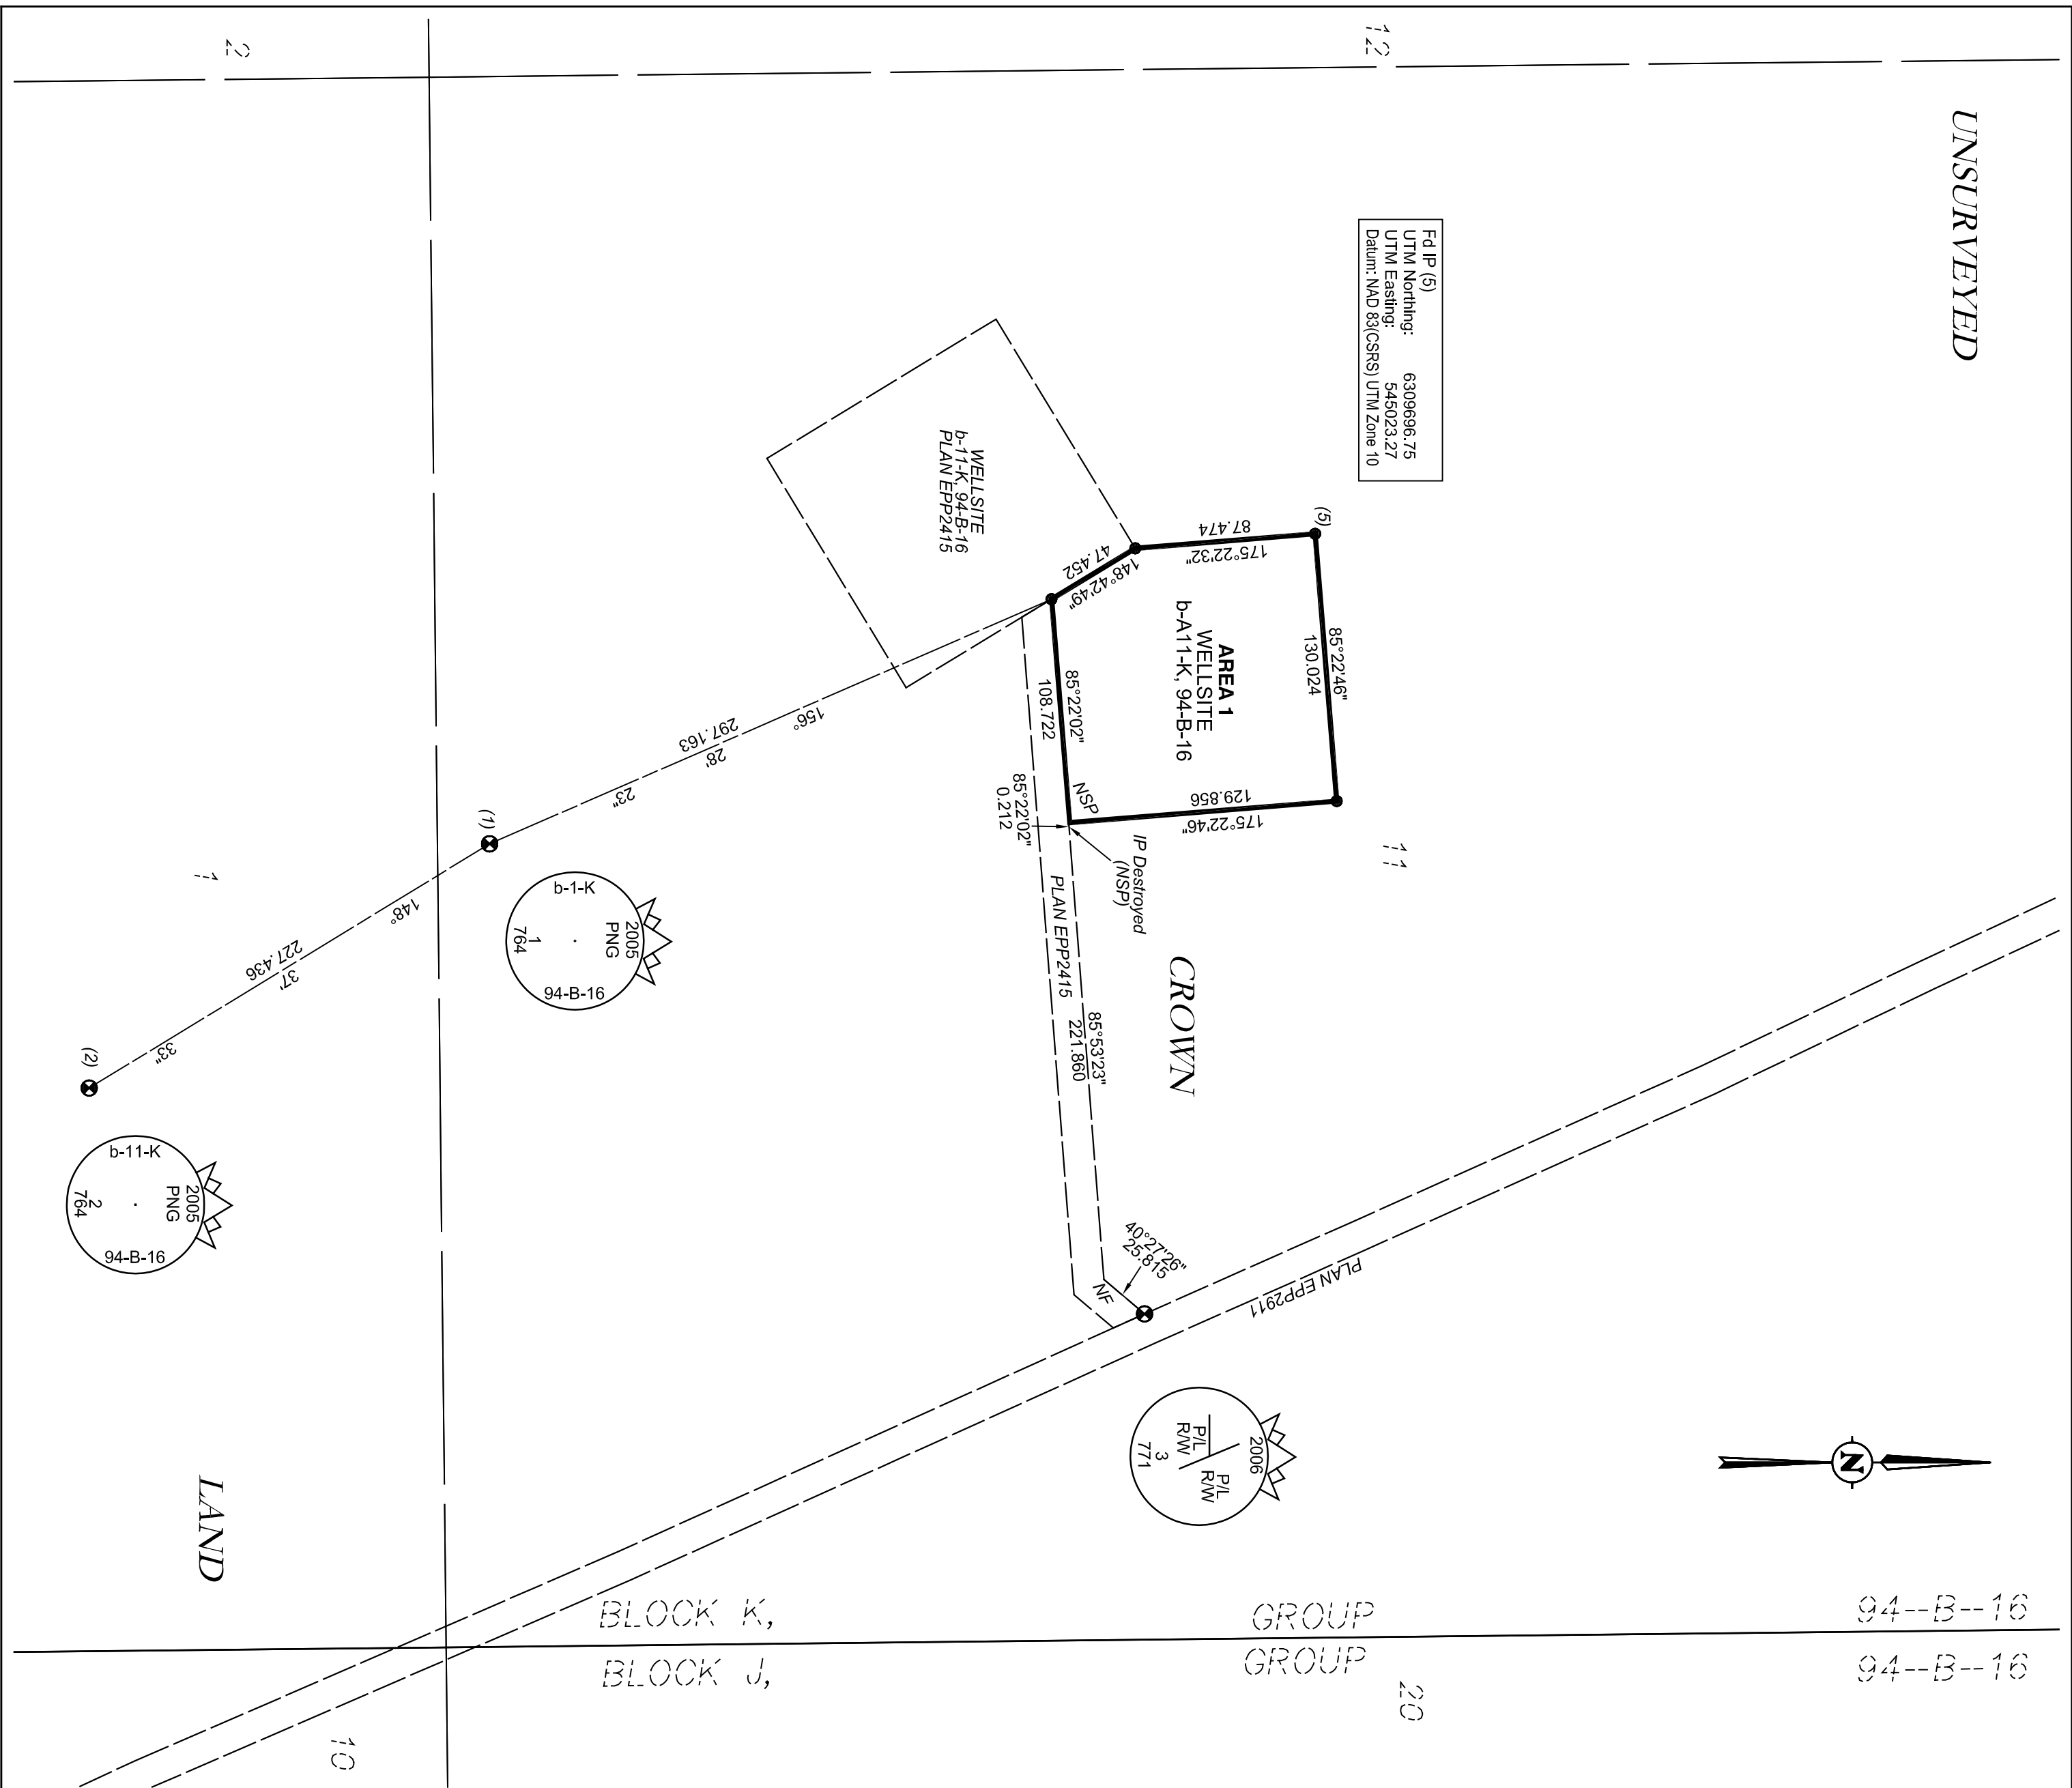 UNSURVEYED
CROWN
LAND
12
2
11
1
20
10
Fd IP (5)
UTM Northing: 6309696.75
UTM Easting: 545023.27
Datum: NAD 83(CSRS) UTM Zone 10
(5)
85°22'46"
130.024
87.474
175°22'32"
AREA 1
WELLSITE
b-A11-K, 94-B-16
129.856
175°22'46"
47.452
148°42'49"
85°22'02"
108.722
NSP
IP Destroyed
(NSP)
85°22'02"
0.212
WELLSITE
b-11-K, 94-B-16
PLAN EPP2415
PLAN EPP2415
85°53'23"
221.860
40°27'26"
25.815
NF
PLAN EPP2911
156°
28'
23"
297.163
(1)
148°
37'
33"
227.436
(2)
2005
PNG
b-1-K
94-B-16
1
764
2005
PNG
b-11-K
94-B-16
2
764
2006
P/L
R/W
P/L
R/W
3
771
N
BLOCK K, GROUP 94--B--16
BLOCK J, GROUP 94--B--16